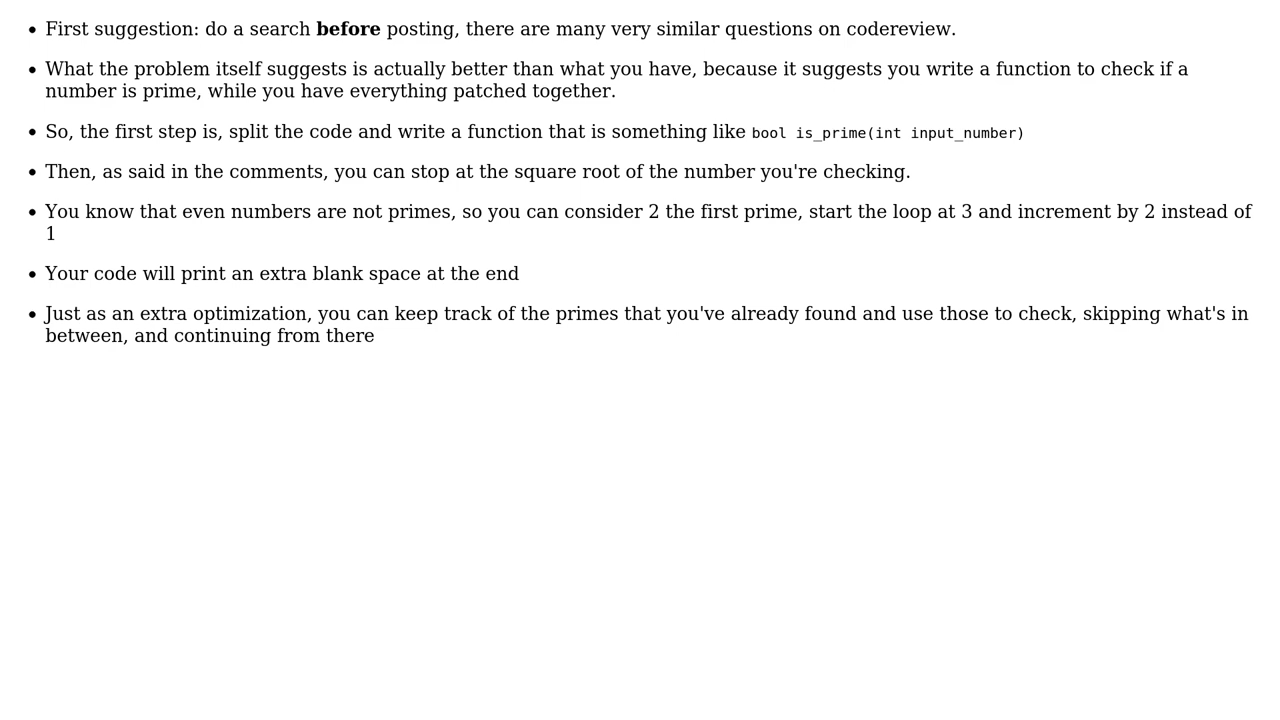 • First suggestion: do a search before posting, there are many very similar questions on codereview.
• What the problem itself suggests is actually better than what you have, because it suggests you write a function to check if a
number is prime, while you have everything patched together.
• So, the first step is, split the code and write a function that is something like bool is_prime(int input_number)
• Then, as said in the comments, you can stop at the square root of the number you're checking.
• You know that even numbers are not primes, so you can consider 2 the first prime, start the loop at 3 and increment by 2 instead of
1
• Your code will print an extra blank space at the end
• Just as an extra optimization, you can keep track of the primes that you've already found and use those to check, skipping what's in
between, and continuing from there